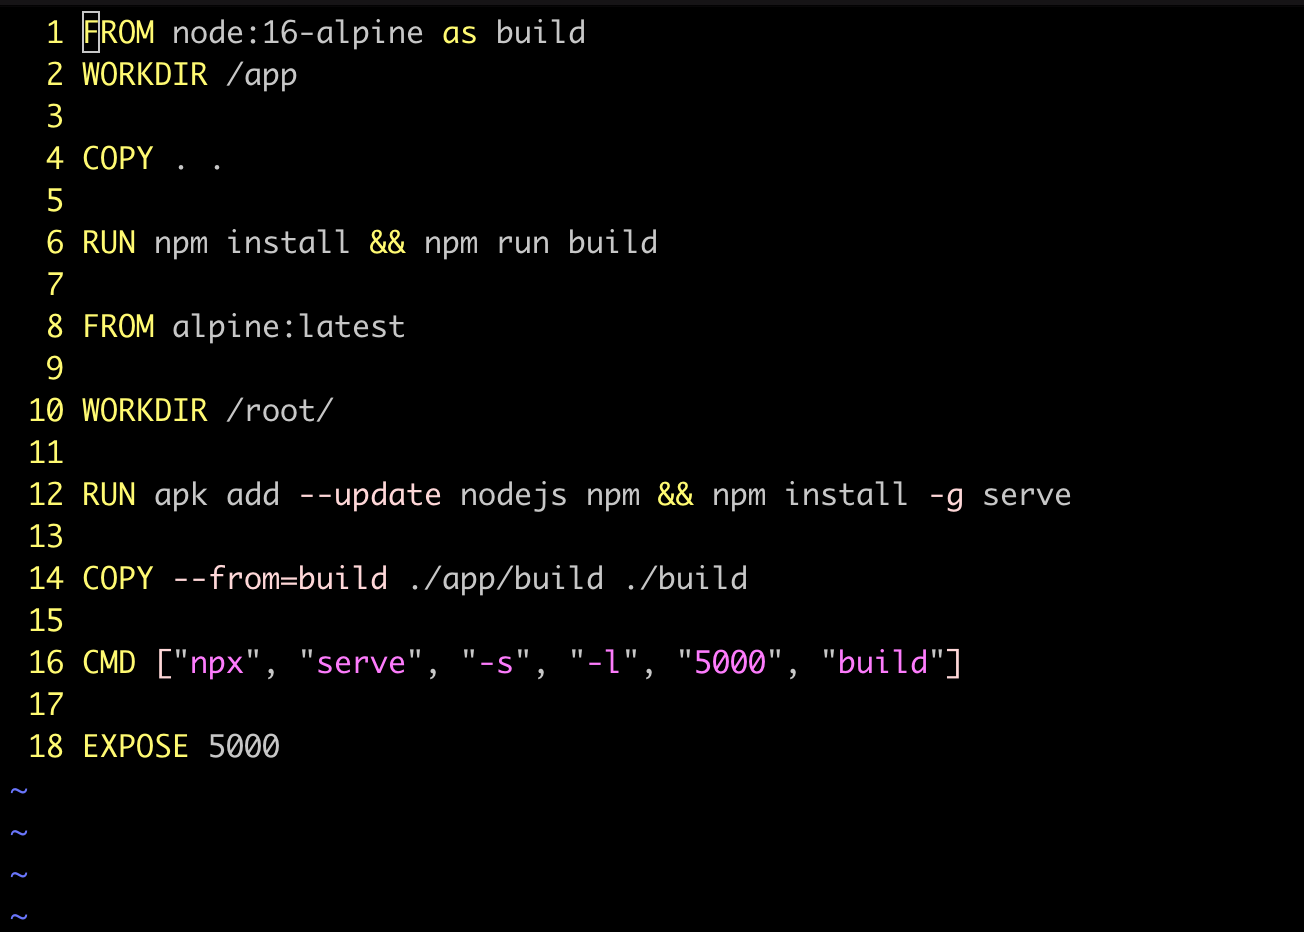 1 FROM node:16-alpine as build
2 WORKDIR /app
3
4 COPY . .
5
6 RUN npm install && npm run build
7
8 FROM alpine:latest
9
10 WORKDIR /root/
11
12 RUN apk add --update nodejs npm && npm install -g serve
13
14 COPY --from=build ./app/build ./build
15
16 CMD ["npx", "serve", "-s", "-l", "5000", "build"]
17
18 EXPOSE 5000
~
~
~
~